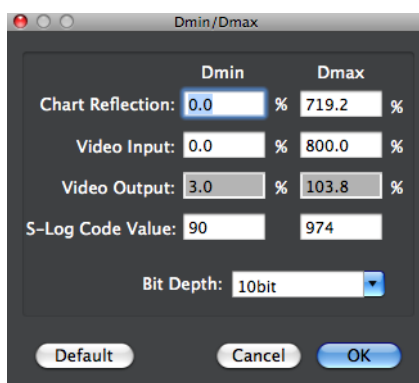 Dmin/Dmax
Dmin Dmax
Chart Reflection: 0.0 % 719.2 %
Video Input: 0.0 % 800.0 %
Video Output: 3.0 % 103.8 %
S-Log Code Value: 90 974
Bit Depth: 10bit
Default Cancel OK